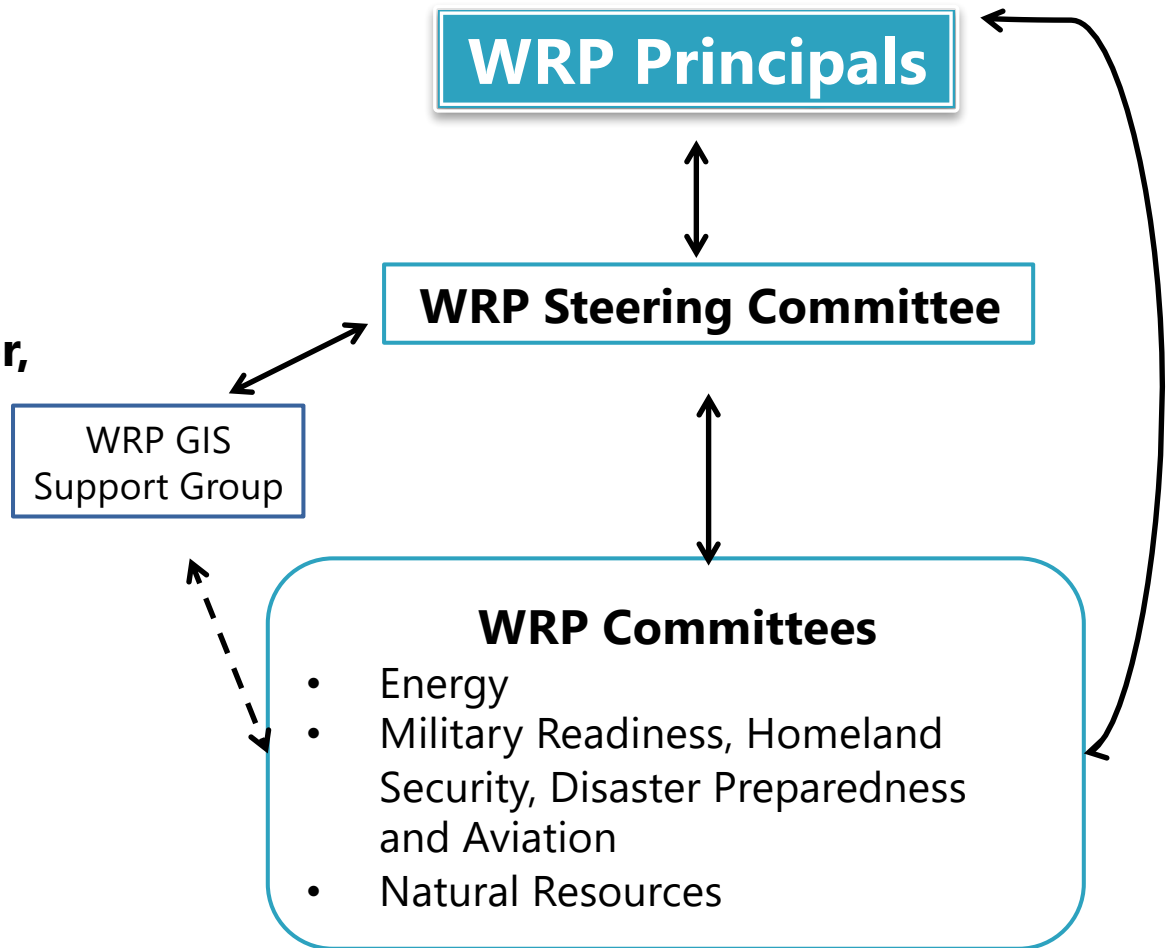 WRP Principals
WRP Steering Committee
r,
WRP GIS
Support Group
WRP Committees
• Energy
• Military Readiness, Homeland
Security, Disaster Preparedness
and Aviation
• Natural Resources